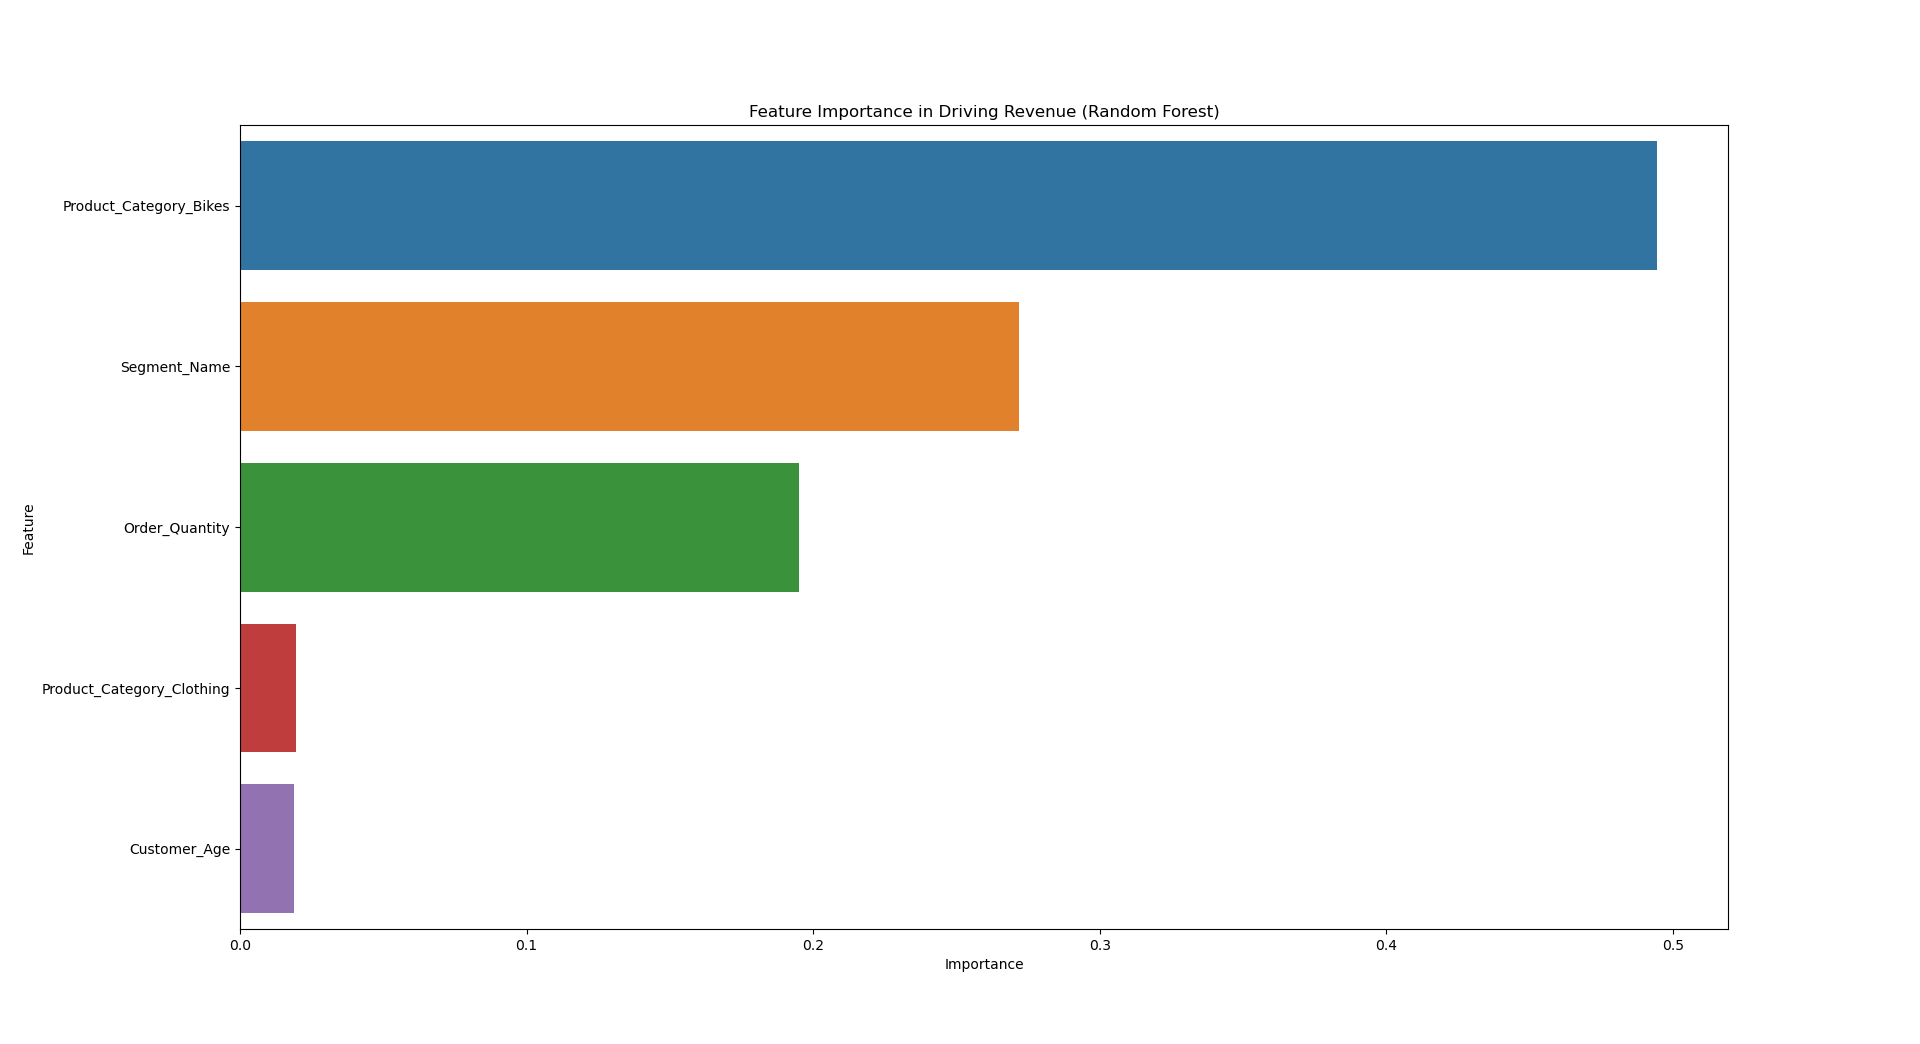 Feature Importance in Driving Revenue (Random Forest)
Feature
Product_Category_Bikes
Segment_Name
Order_Quantity
Product_Category_Clothing
Customer_Age
0.0 0.1 0.2 0.3 0.4 0.5
Importance